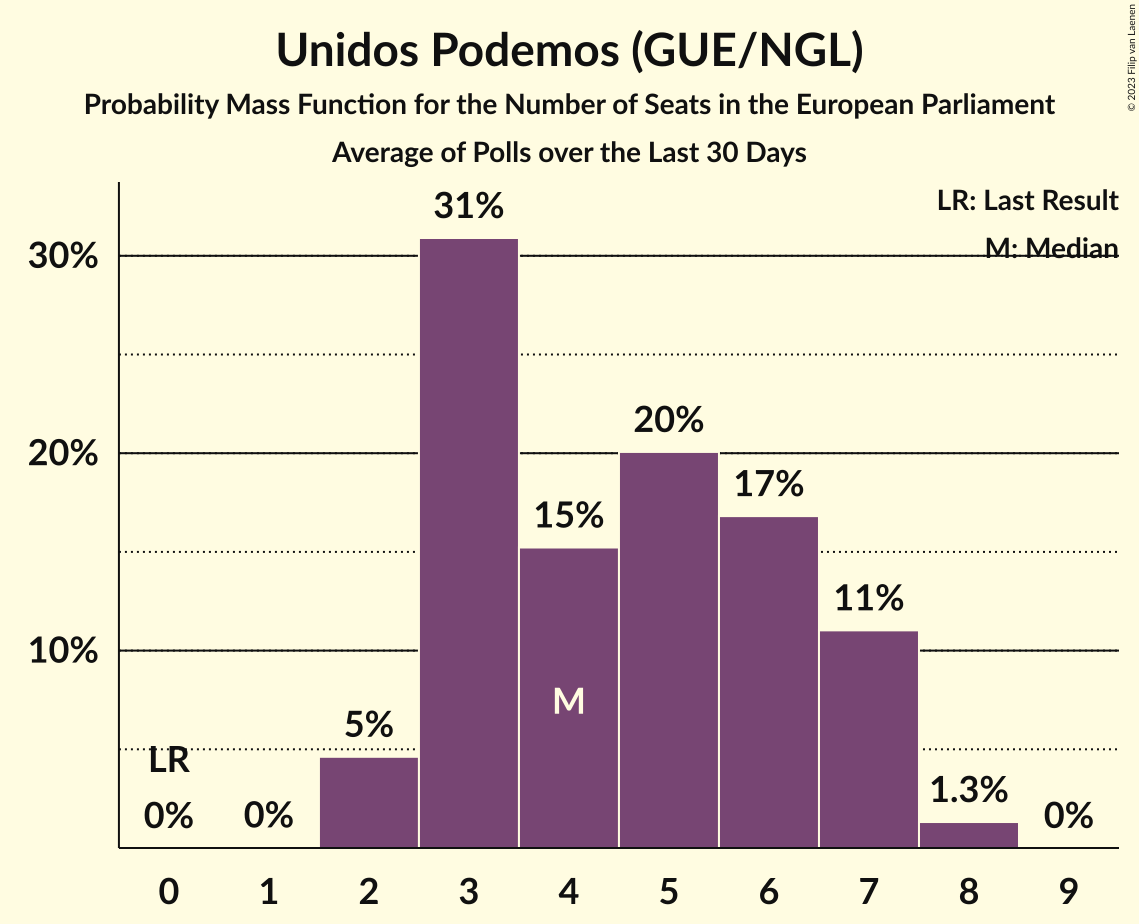 Unidos Podemos (GUE/NGL)
Probability Mass Function for the Number of Seats in the European Parliament
Average of Polls over the Last 30 Days
© 2023 Filip van Laenen
LR: Last Result
M: Median
30%
20%
10%
31%
20%
17%
15%
11%
M
5%
LR
1.3%
0%
0%
0%
0 1 2 3 4 5 6 7 8 9